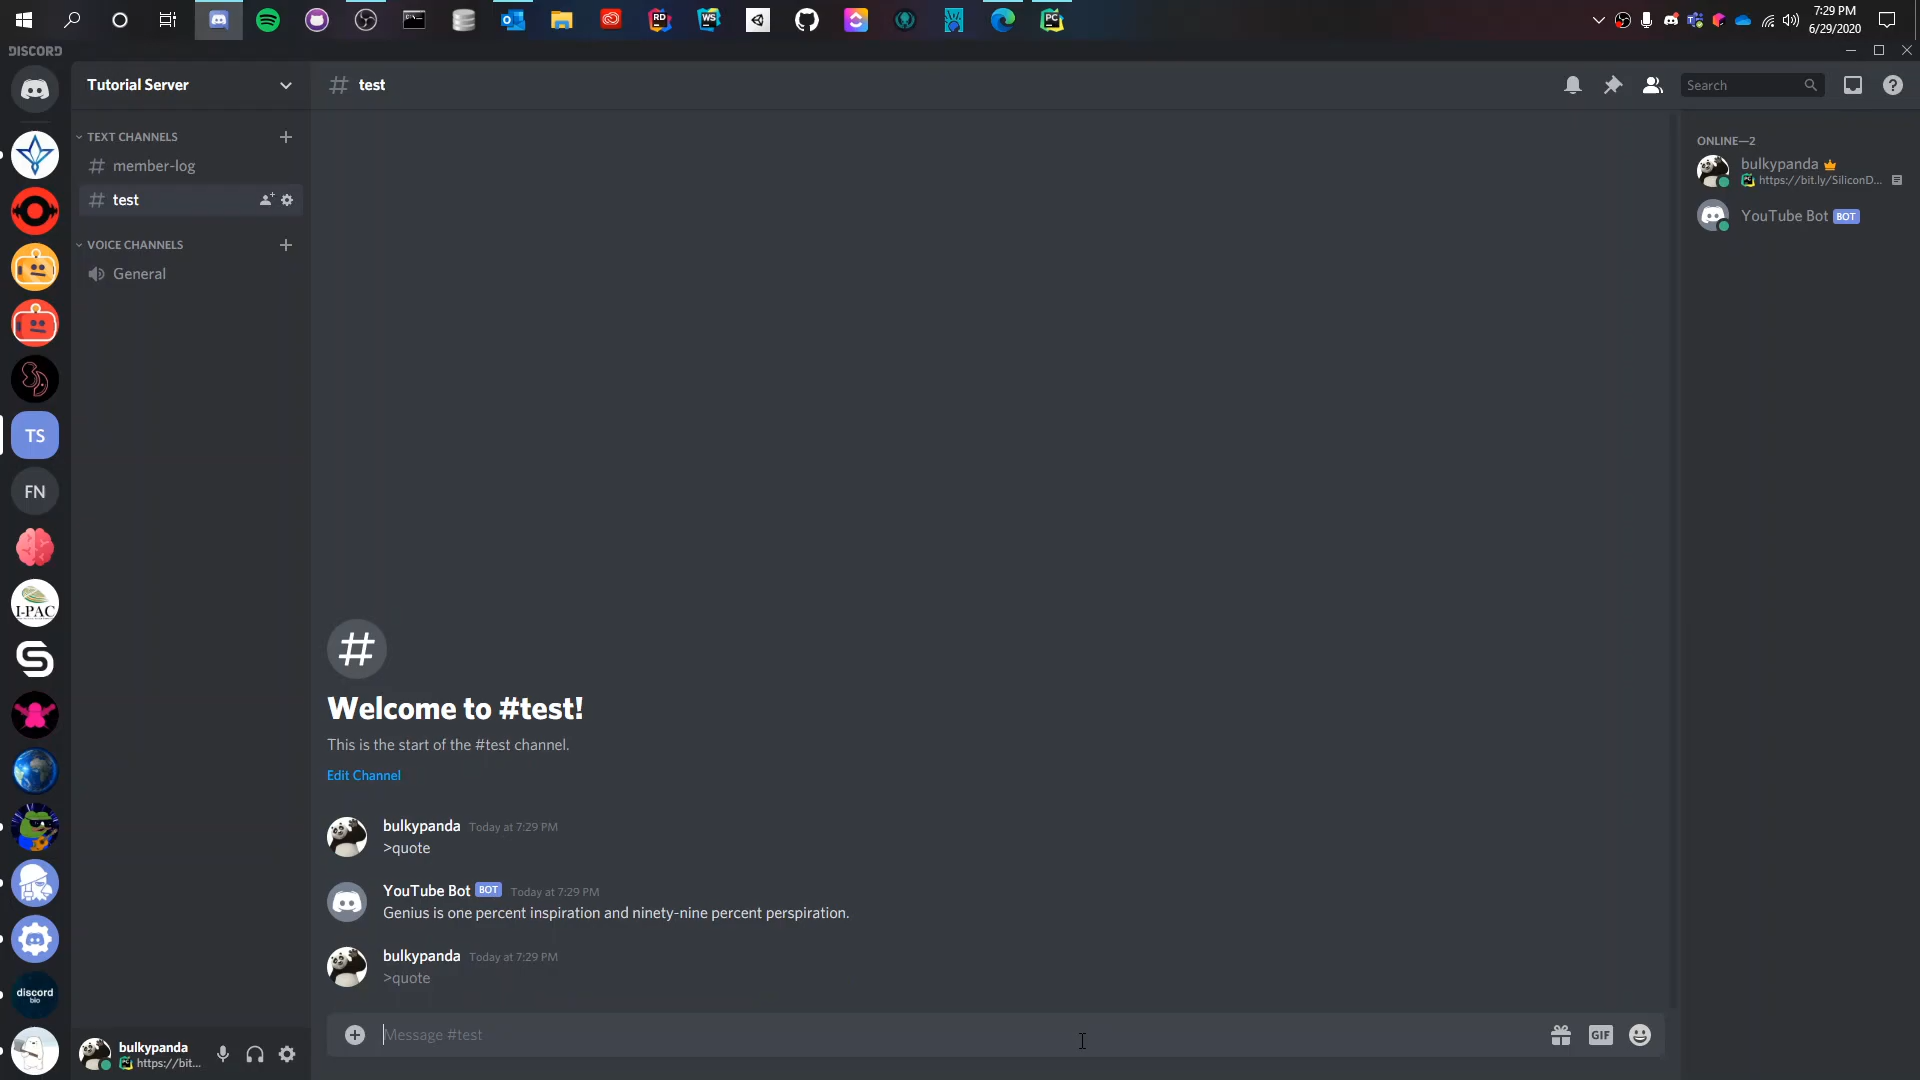 RD
WS
PC
7:29 PM
6/29/2020
DISCORD
Tutorial Server
test
Search
TEXT CHANNELS
member-log
test
VOICE CHANNELS
General
TS
FN
I-PAC
discord
bio
Welcome to #test!
This is the start of the #test channel.
Edit Channel
bulkypanda Today at 7:29 PM
>quote
YouTube Bot BOT Today at 7:29 PM
Genius is one percent inspiration and ninety-nine percent perspiration.
bulkypanda Today at 7:29 PM
>quote
Message #test
GIF
bulkypanda
https://bit...
ONLINE—2
bulkypanda
https://bit.ly/SiliconD...
YouTube Bot BOT